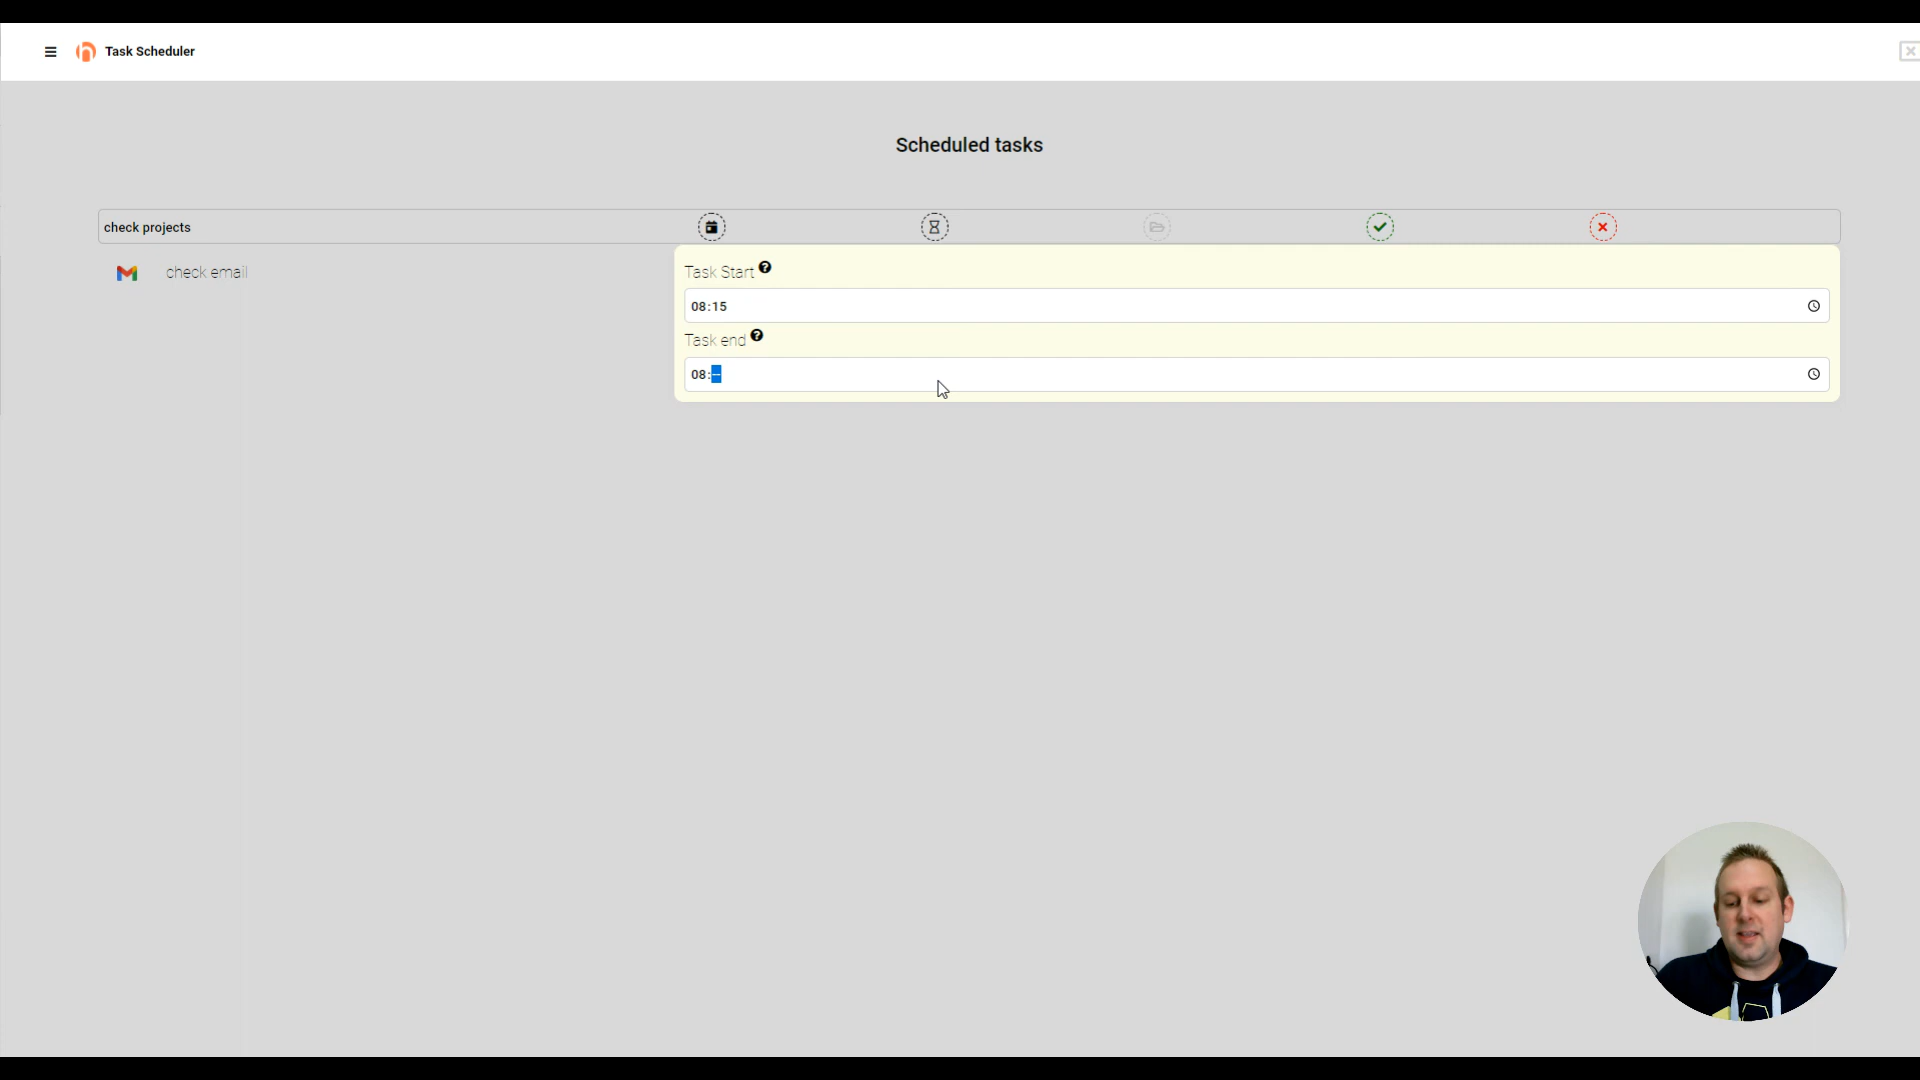 Task Scheduler
Scheduled tasks
check projects
check email
Task Start
08:15
Task end
08:--